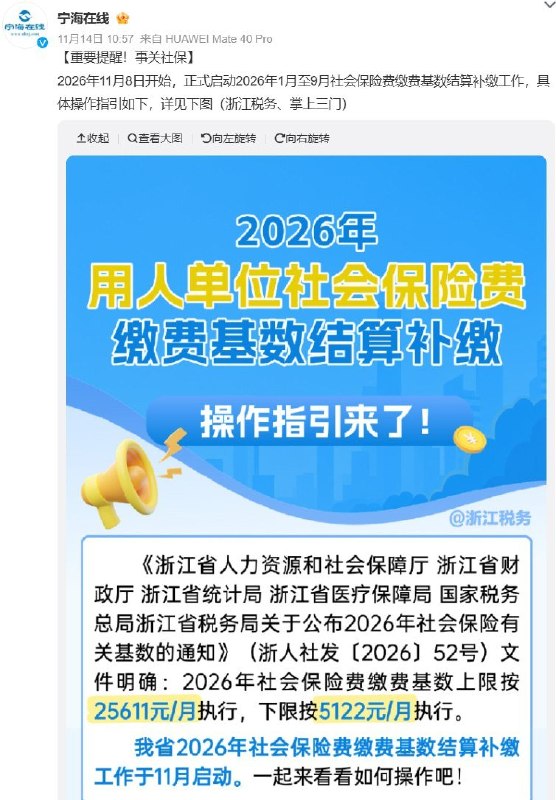 宁海在线
宁海在线
11月14日 10:57 来自 HUAWEI Mate 40 Pro
【重要提醒！事关社保】
2026年11月8日开始，正式启动2026年1月至9月社会保险费缴费基数结算补缴工作，具
体操作指引如下，详见下图（浙江税务、掌上三门）
收起 查看大图 向左旋转 向右旋转
2026年
用人单位社会保险费
缴费基数结算补缴
操作指引来了！
@浙江税务
《浙江省人力资源和社会保障厅 浙江省财
政厅 浙江省统计局 浙江省医疗保障局 国家税务
总局浙江省税务局关于公布2026年社会保险有
关基数的通知》（浙人社发〔2026〕52号）文
件明确：2026年社会保险费缴费基数上限按
25611元/月执行，下限按5122元/月执行。
我省2026年社会保险费缴费基数结算补缴
工作于11月启动。一起来看看如何操作吧！